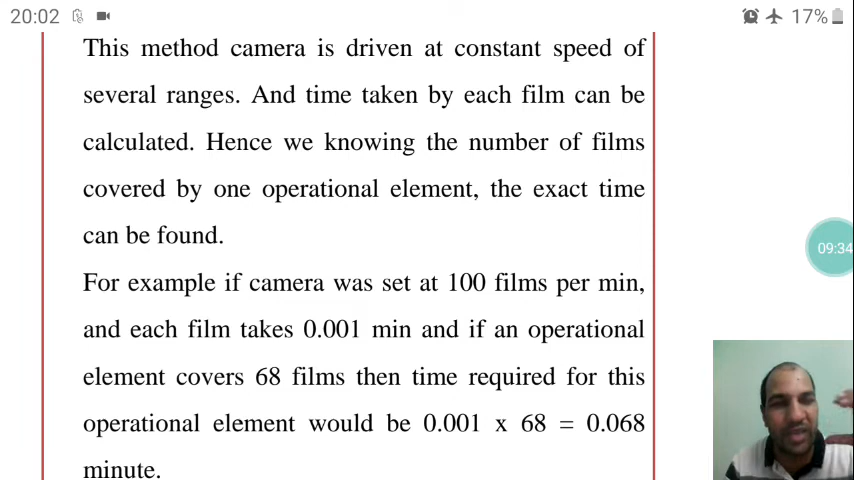 20:02 17%
This method camera is driven at constant speed of
several ranges. And time taken by each film can be
calculated. Hence we knowing the number of films
covered by one operational element, the exact time
can be found.
09:34
For example if camera was set at 100 films per min,
and each film takes 0.001 min and if an operational
element covers 68 films then time required for this
operational element would be 0.001 x 68 = 0.068
minute.